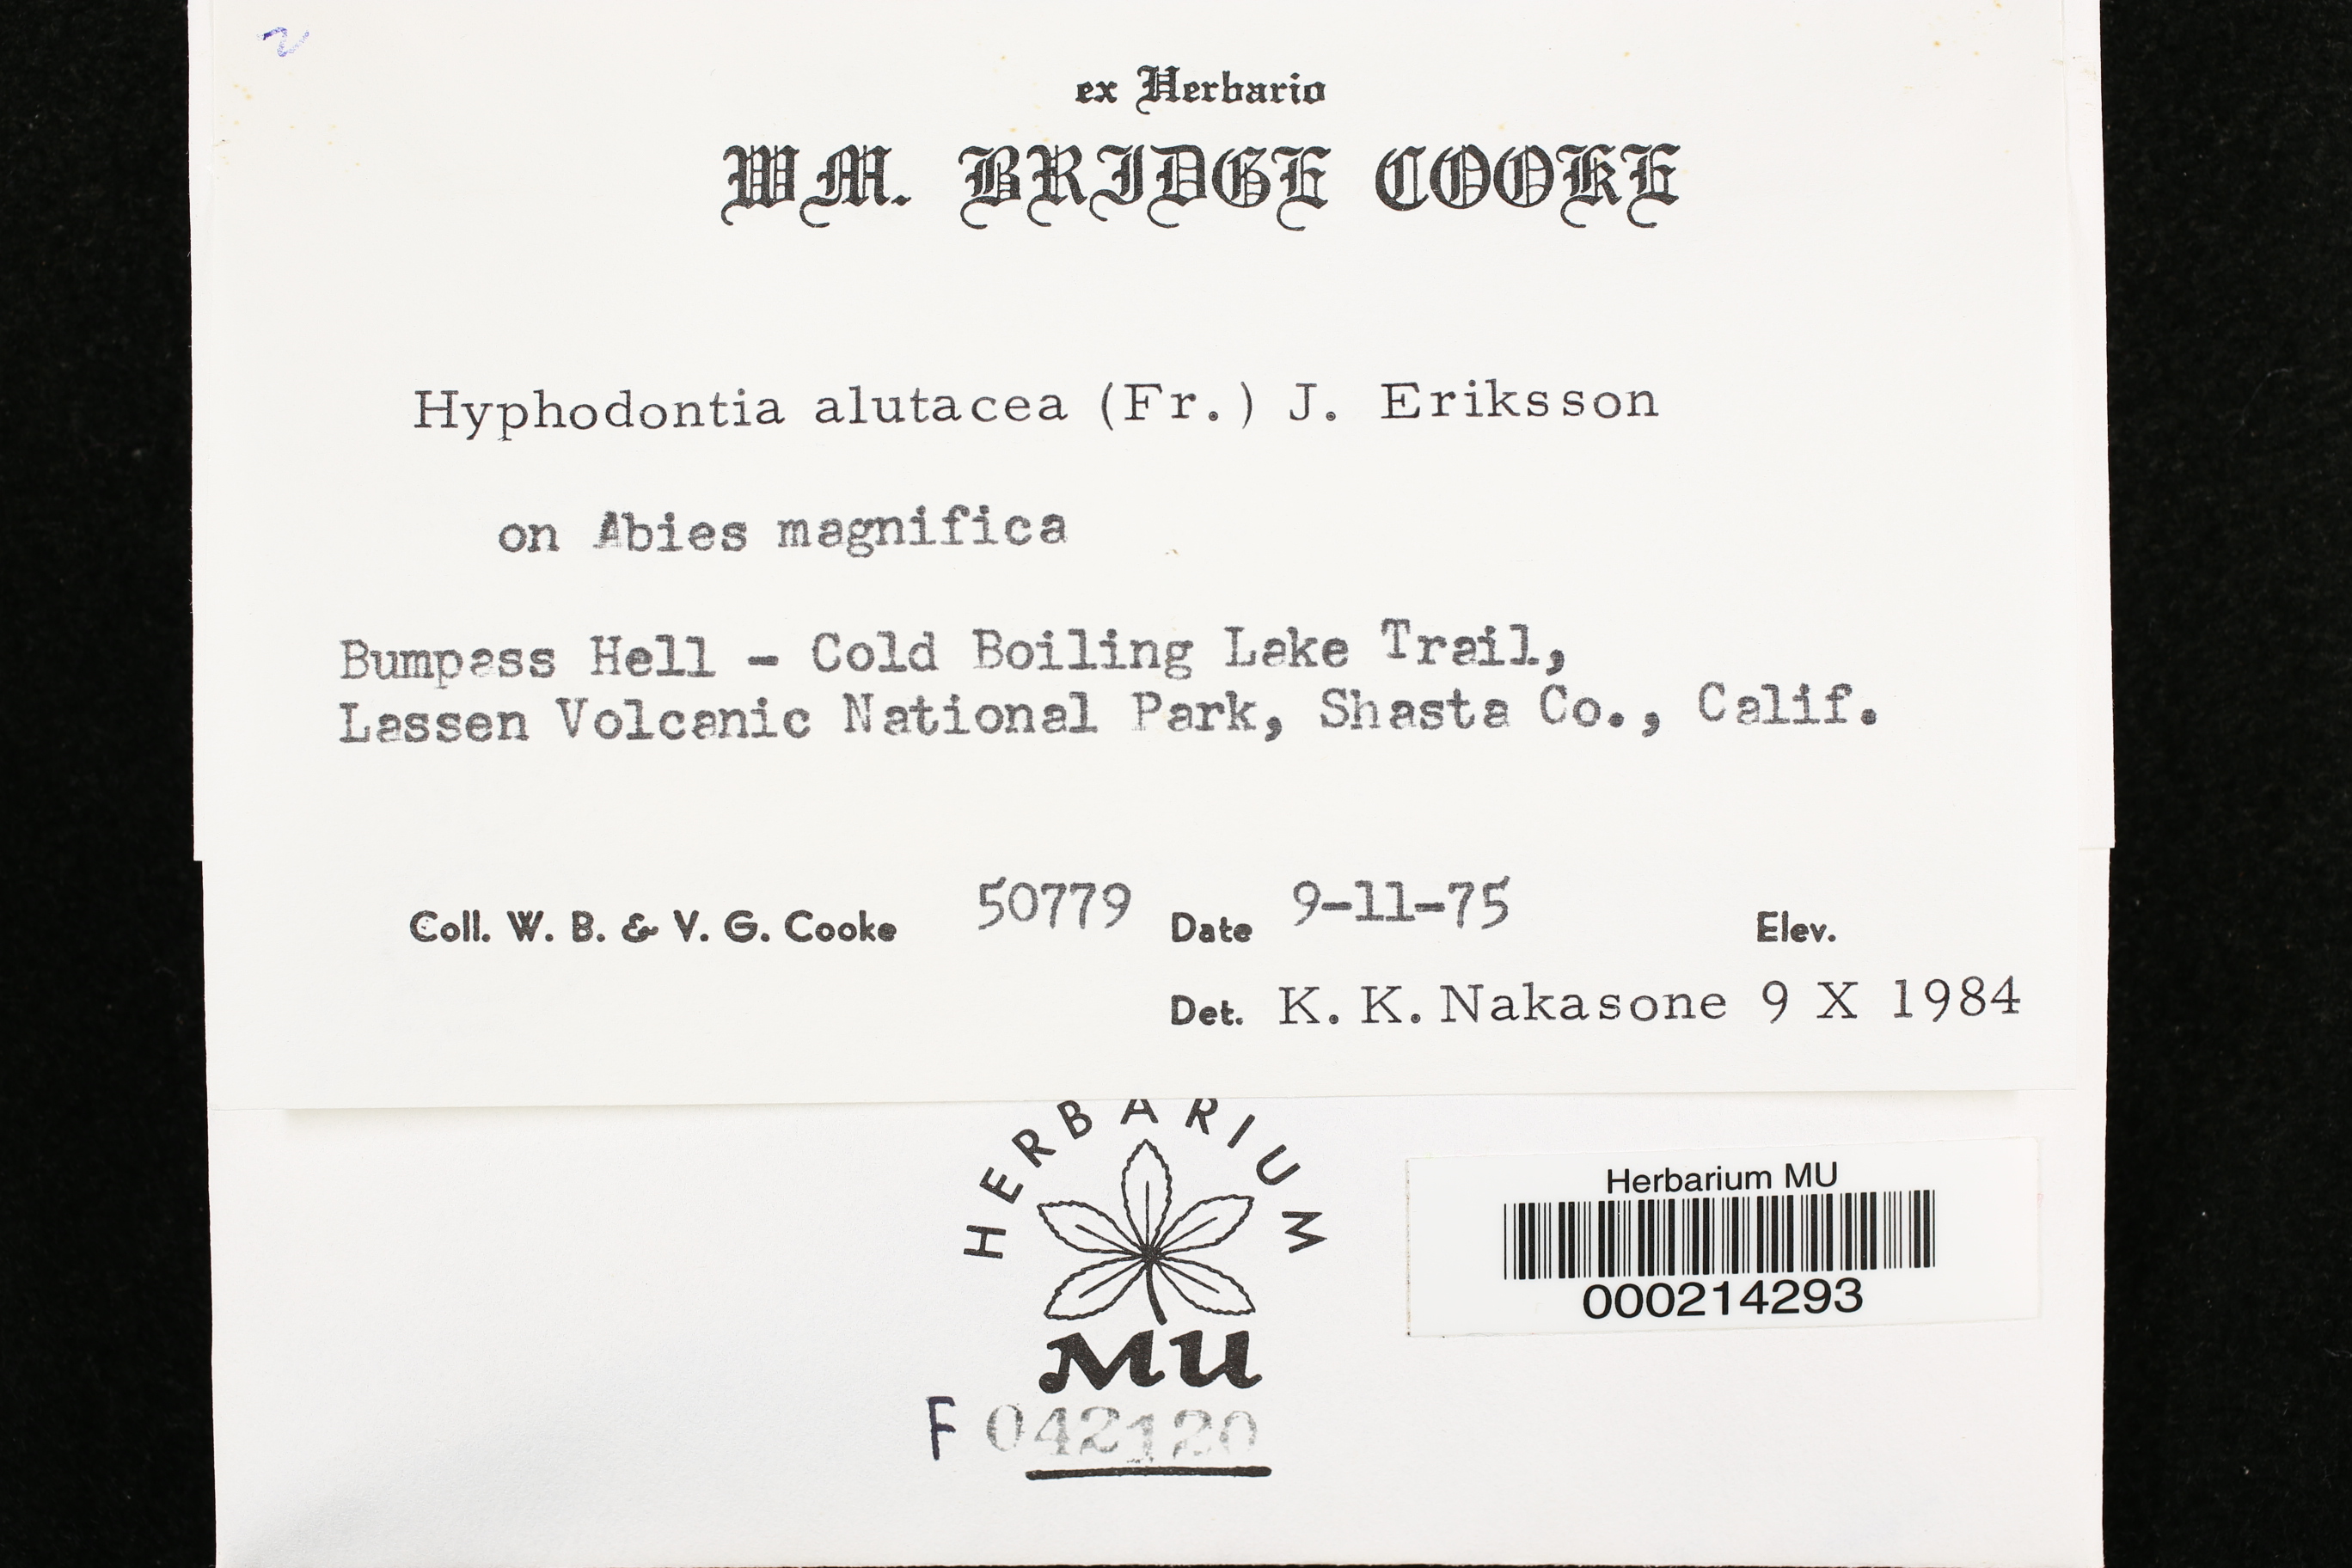 2
ex Herbario
WM. BRIDGE COOKE
Hyphodontia alutacea (Fr.) J. Eriksson
on Abies magnifica
Bumpass Hell - Cold Boiling Lake Trail,
Lassen Volcanic National Park, Shasta Co., Calif.
Coll. W. B. & V. G. Cooke 50779 Date 9-11-75 Elev.
Det. K. K. Nakasone 9 X 1984
HERBARIUM
MU
F 042120
Herbarium MU
000214293